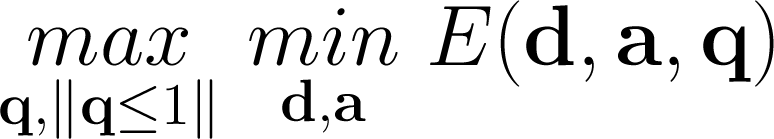 max min E(d, a, q)
q,‖q≤1‖ d,a